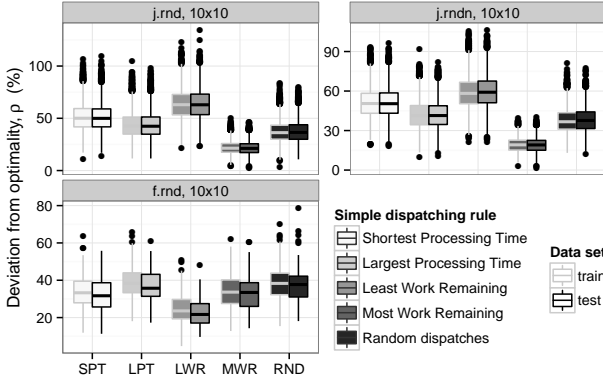 j.rnd, 10x10
j.rndn, 10x10
Deviation from optimality, ρ (%)
100
50
0
90
60
30
0
f.rnd, 10x10
80
60
40
20
SPT LPT LWR MWR RND
Simple dispatching rule
Shortest Processing Time
Largest Processing Time
Least Work Remaining
Most Work Remaining
Random dispatches
Data set
train
test